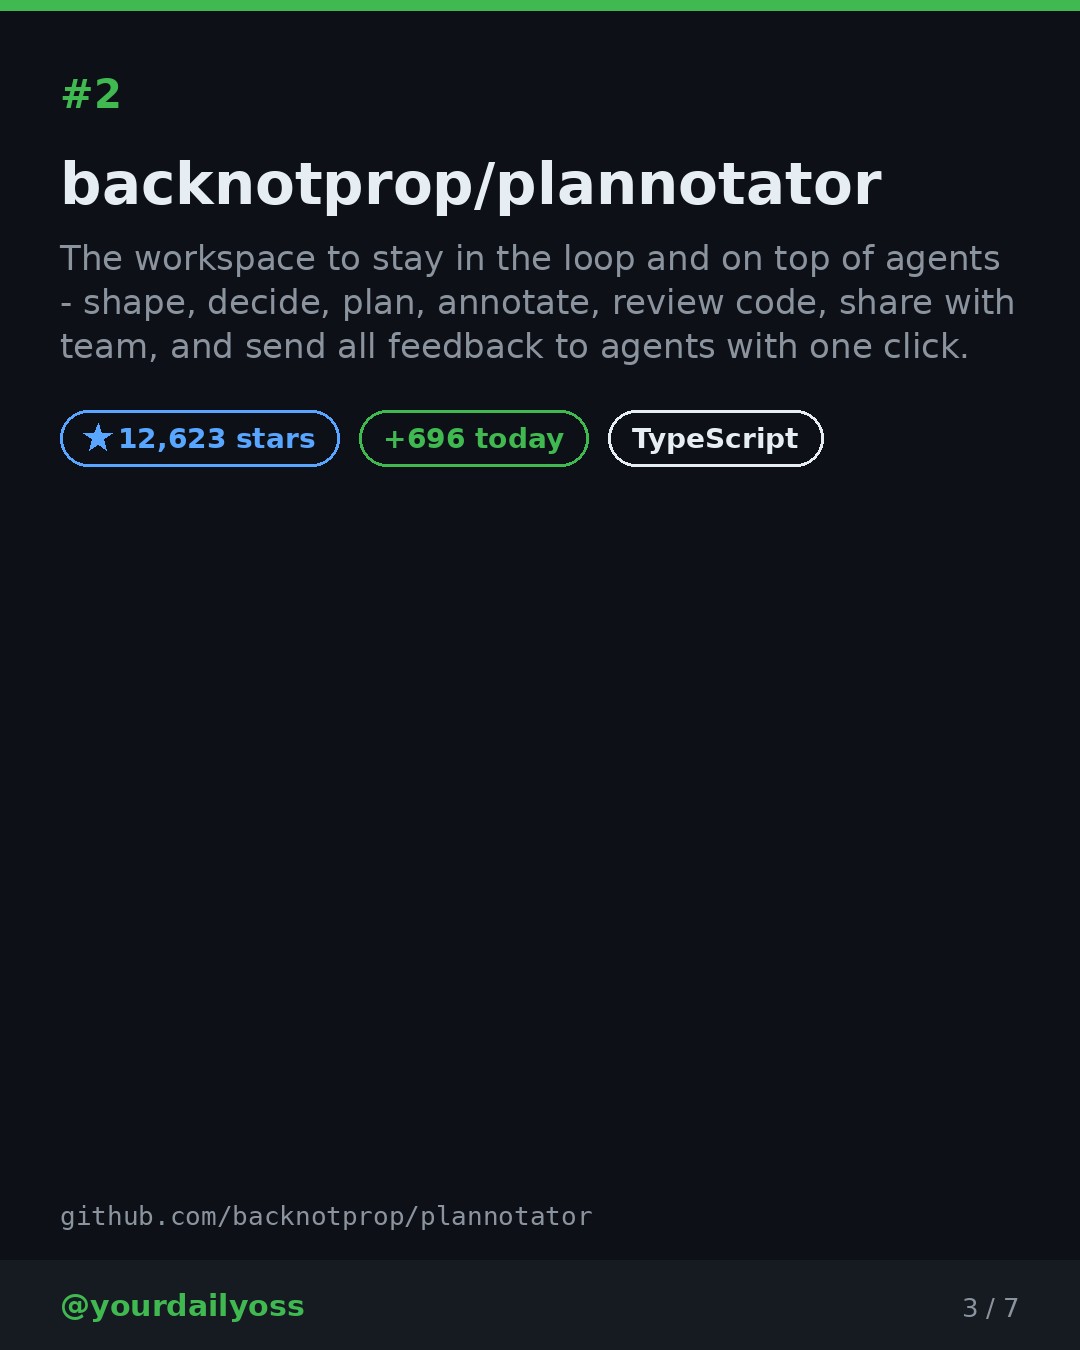 #2
backnotprop/plannotator
The workspace to stay in the loop and on top of agents
- shape, decide, plan, annotate, review code, share with
team, and send all feedback to agents with one click.
★ 12,623 stars
+696 today
TypeScript
github.com/backnotprop/plannotator
@yourdailyoss
3 / 7